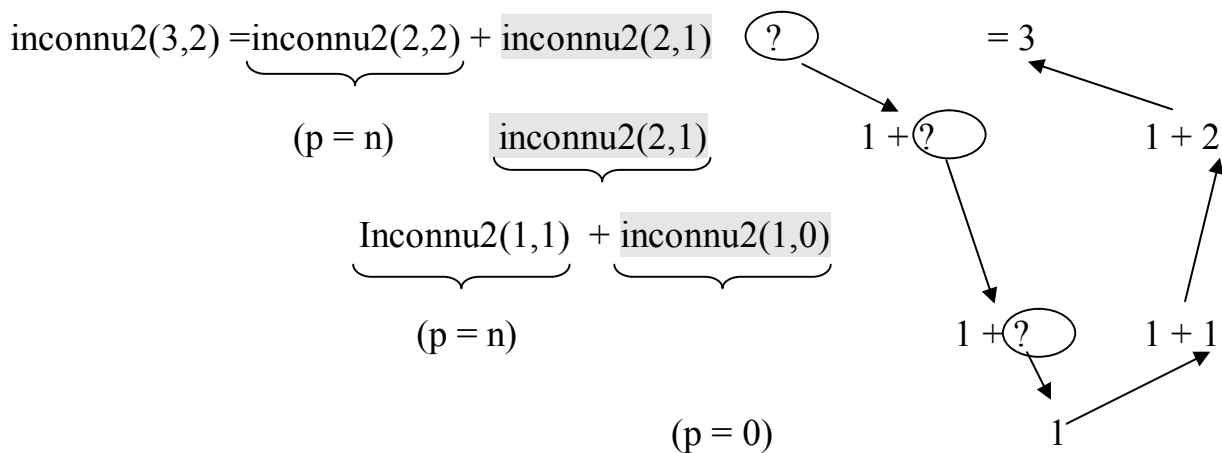 inconnu2(3,2) =inconnu2(2,2) + inconnu2(2,1) ? = 3
(p = n) inconnu2(2,1) 1 + ? 1 + 2
Inconnu2(1,1) + inconnu2(1,0)
(p = n) 1 + ? 1 + 1
(p = 0) 1